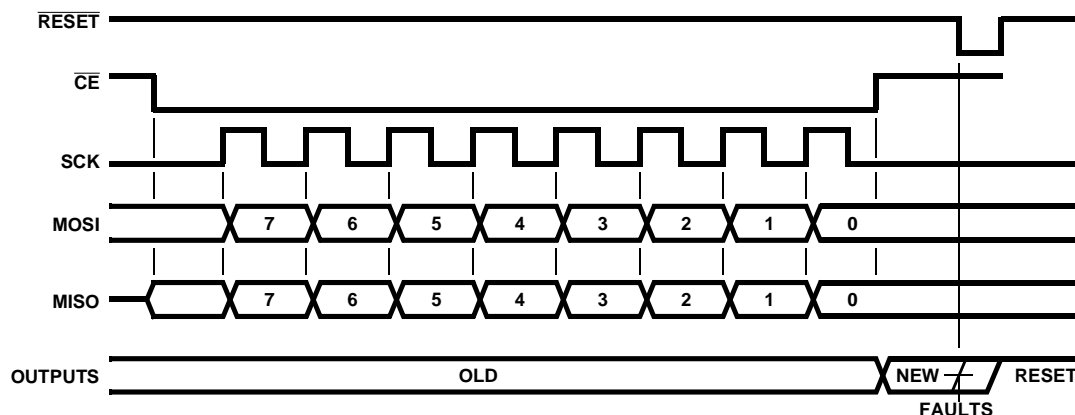 RESET
CE
SCK
MOSI 7 6 5 4 3 2 1 0
MISO 7 6 5 4 3 2 1 0
OUTPUTS OLD NEW RESET
FAULTS